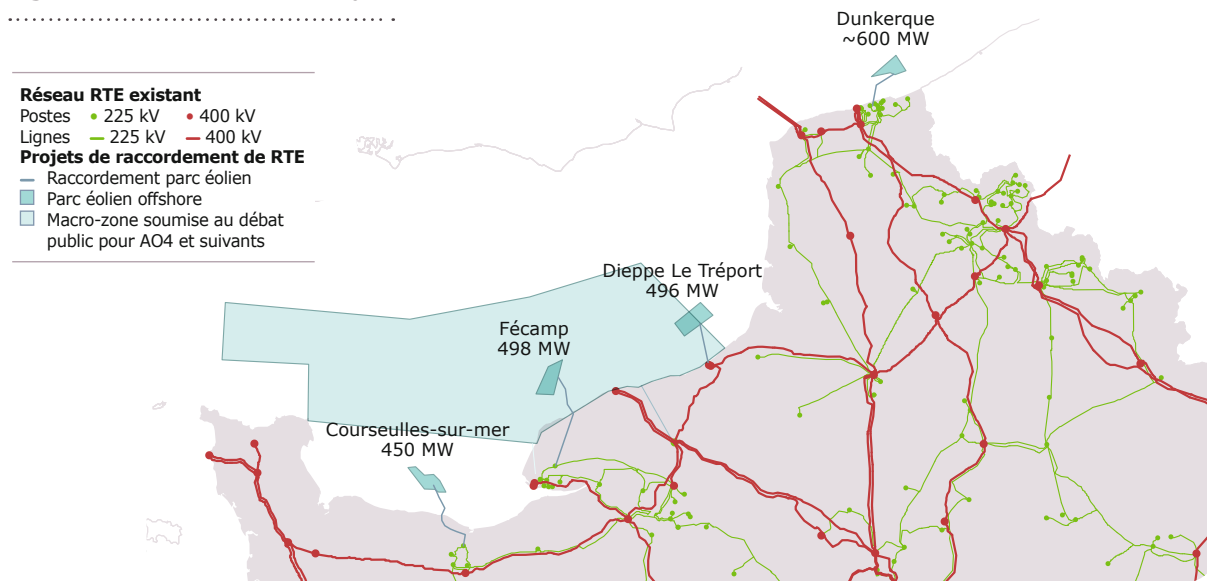 Réseau RTE existant
Postes 225 kV 400 kV
Lignes 225 kV 400 kV
Projets de raccordement de RTE
Raccordement parc éolien
Parc éolien offshore
Macro-zone soumise au débat
public pour AO4 et suivants
Dunkerque
~600 MW
Dieppe Le Tréport
496 MW
Fécamp
498 MW
Courseulles-sur-mer
450 MW